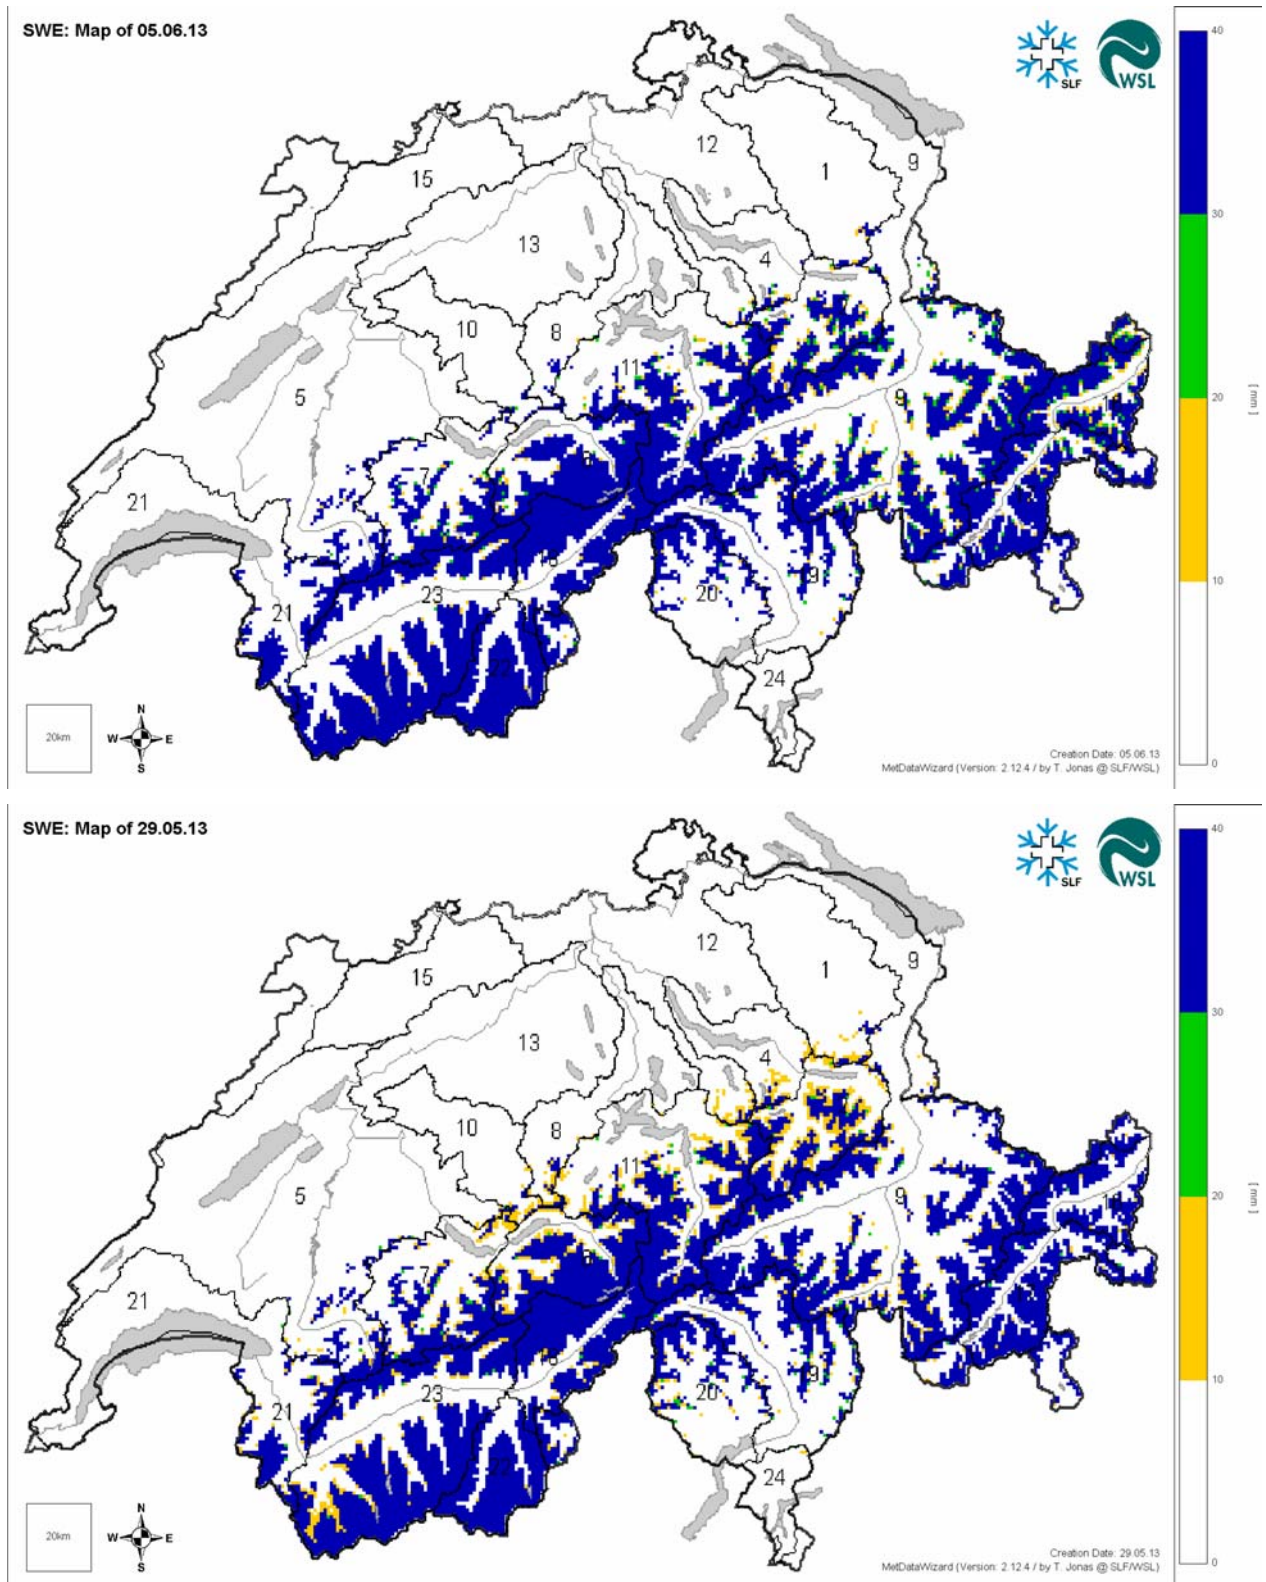 SWE: Map of 05.06.13
SLF
WSL
40
30
20
10
0
[ mm ]
12
1
9
15
13
4
10
8
11
5
9
7
21
23
20
21
22
24
20km
N
W E
S
Creation Date: 05.06.13
MetDataWizard (Version: 2.12.4 / by T. Jonas @ SLF/WSL)
SWE: Map of 29.05.13
SLF
WSL
40
30
20
10
0
[ mm ]
12
1
9
15
13
4
10
8
11
5
9
7
21
23
20
21
22
24
20km
N
W E
S
Creation Date: 29.05.13
MetDataWizard (Version: 2.12.4 / by T. Jonas @ SLF/WSL)